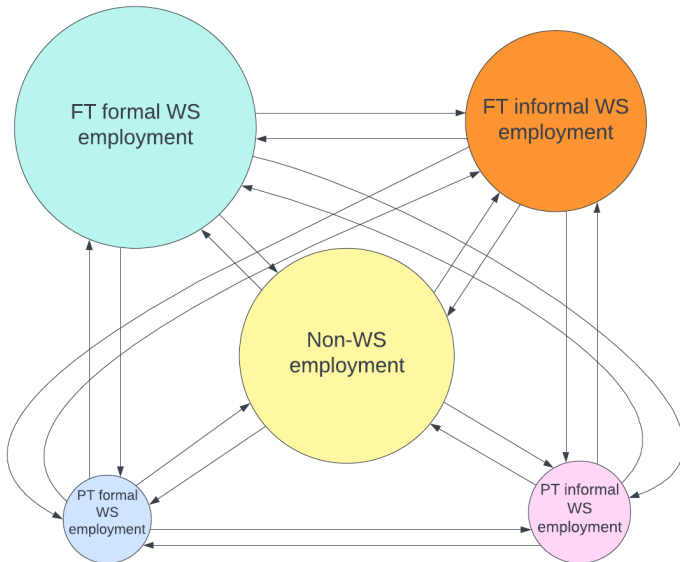 FT formal WS
employment
FT informal WS
employment
Non-WS
employment
PT formal
WS
employment
PT informal
WS
employment